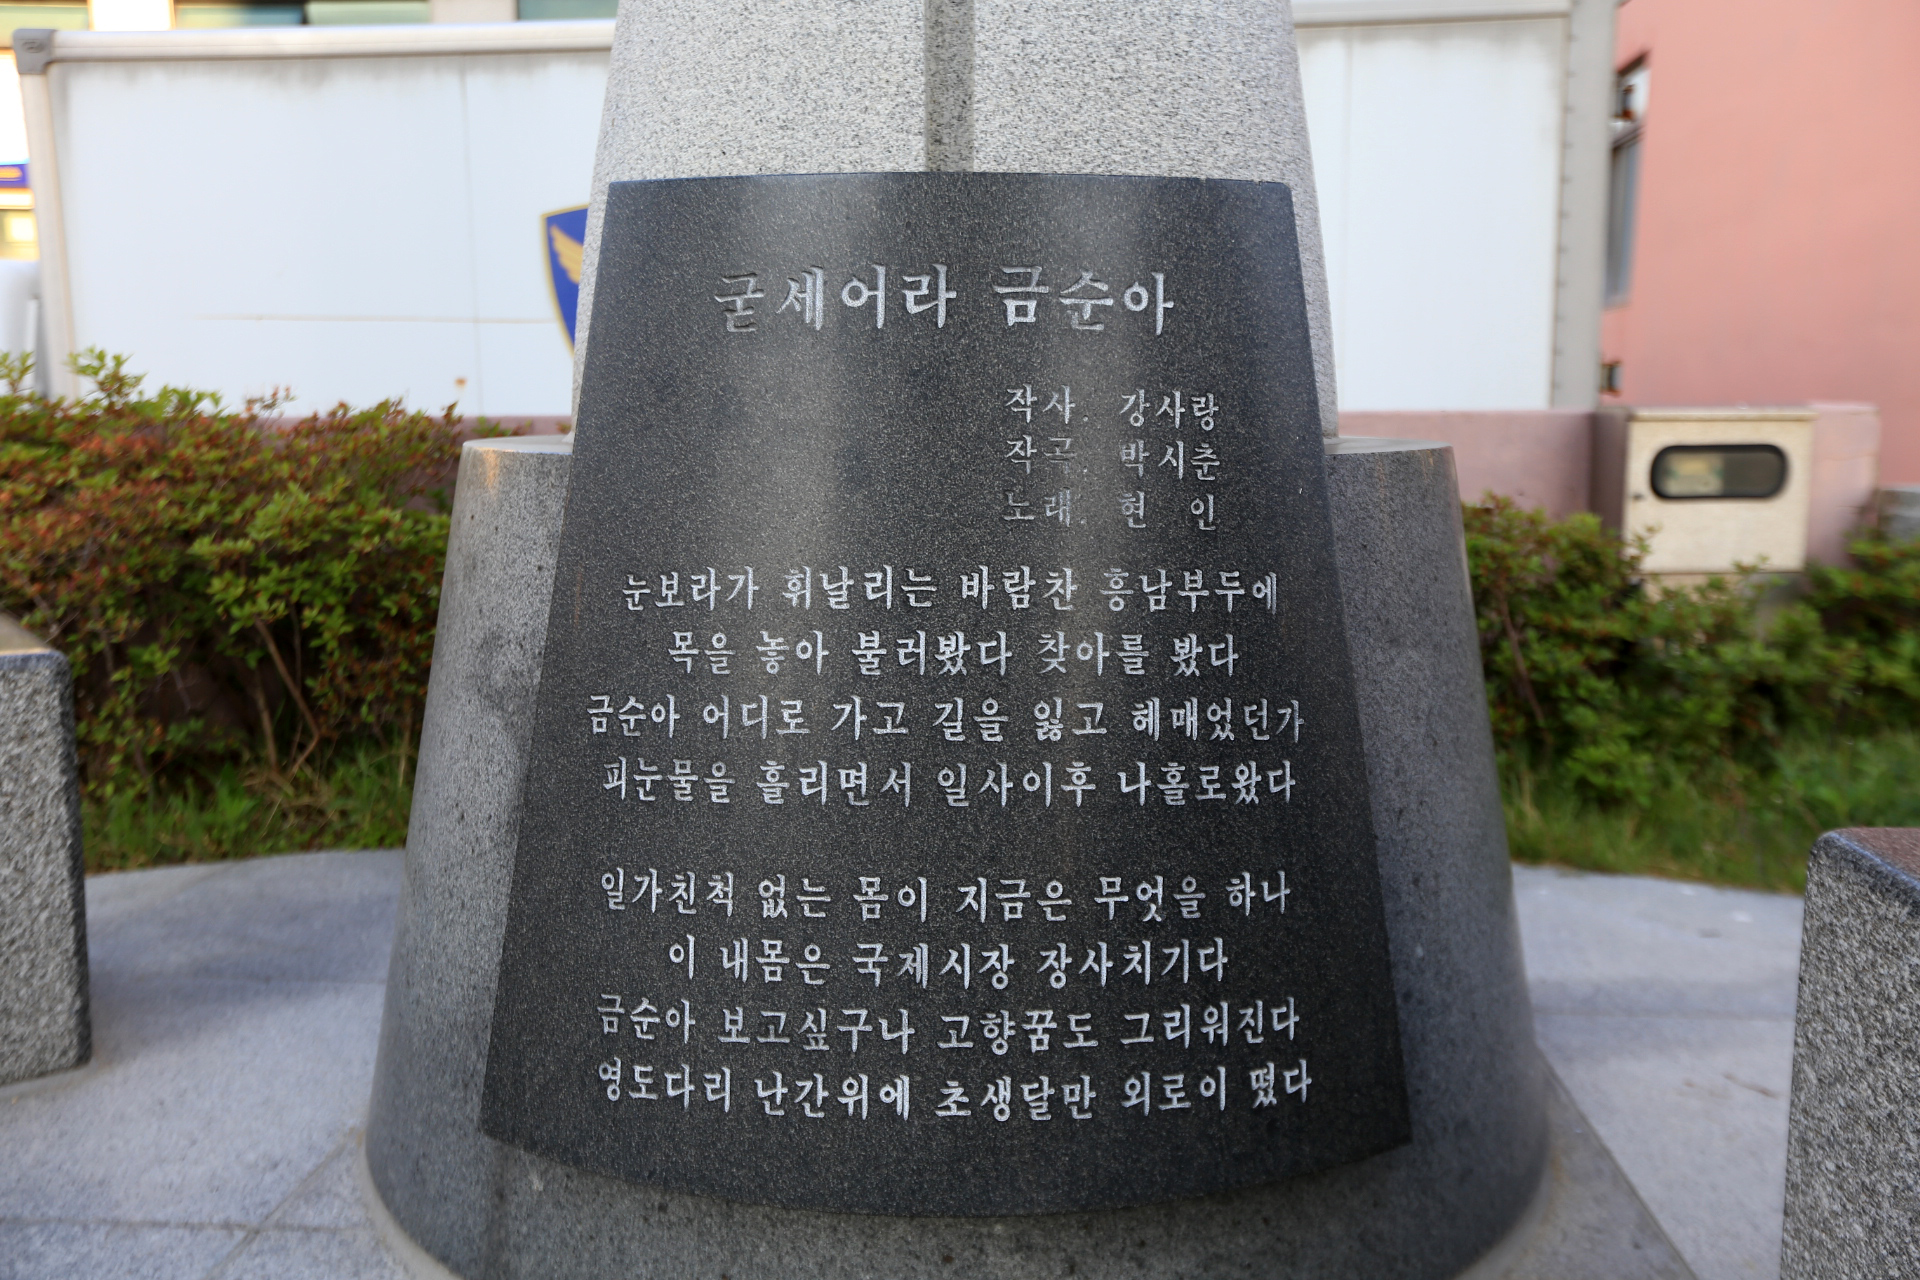 굳세어라 금순아
작사. 강사랑
작곡. 박시춘
노래. 현 인
눈보라가 휘날리는 바람찬 흥남부두에
목을 놓아 불러봤다 찾아를 봤다
금순아 어디로 가고 길을 잃고 헤매었던가
피눈물을 흘리면서 일사이후 나홀로왔다
일가친척 없는 몸이 지금은 무엇을 하나
이 내몸은 국제시장 장사치기다
금순아 보고싶구나 고향꿈도 그리워진다
영도다리 난간위에 초생달만 외로이 떴다